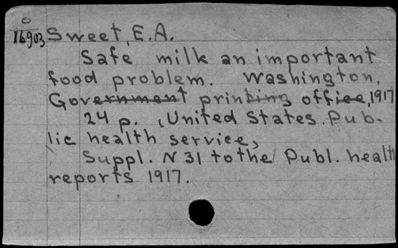 16903 Sweet, E.A.
Safe milk an important
food problem. Washington,
Government printing office, 1917
24 p. (United States. Pub-
lic health service,
Suppl. N 31 to the Publ. health
reports 1917.